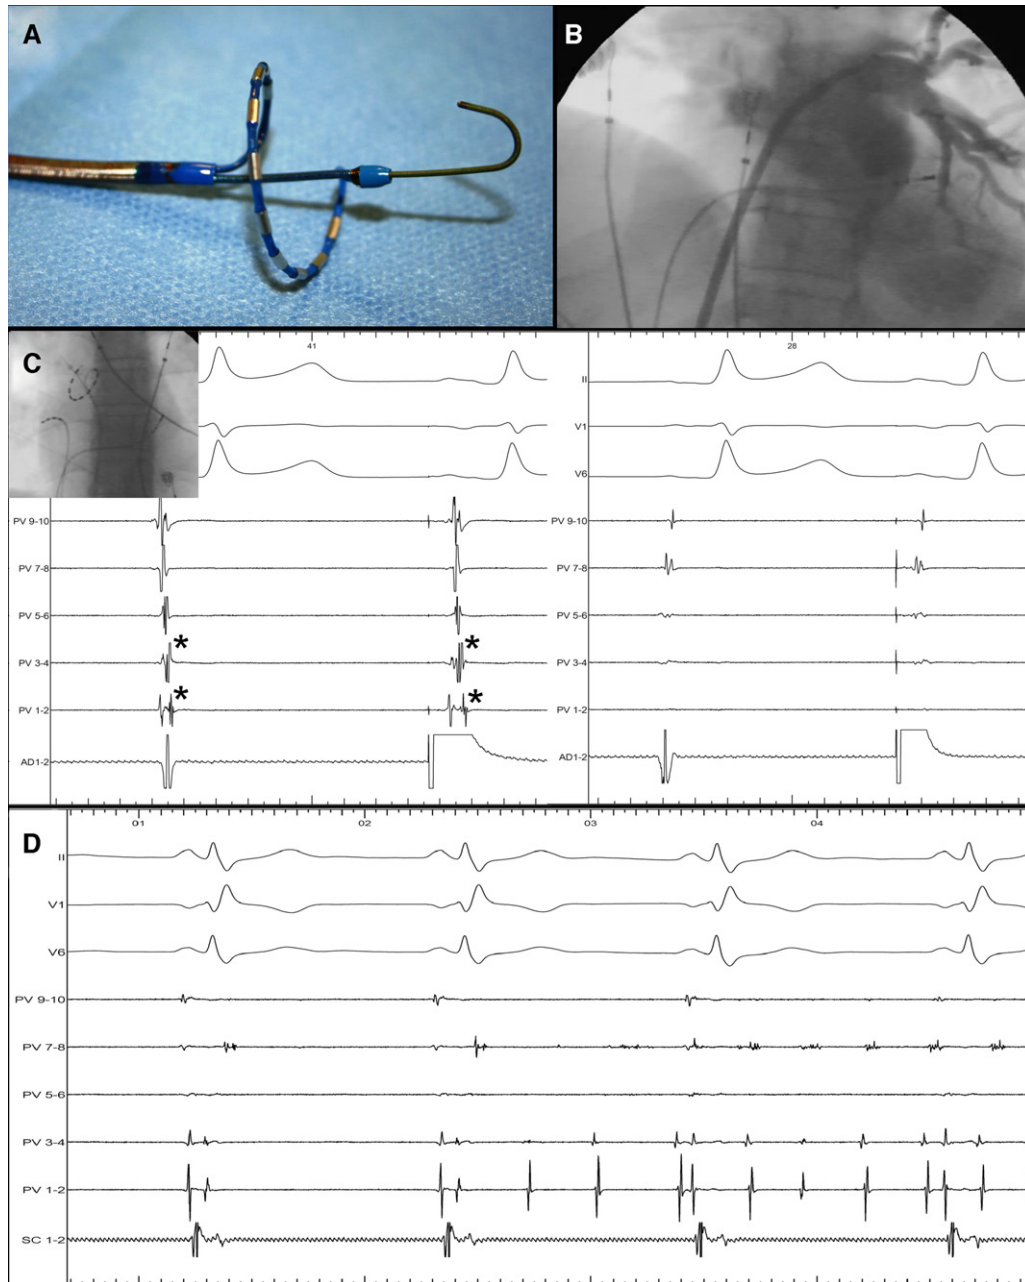 A
B
C
41
28
II
V1
V6
PV 9-10
PV 9-10
PV 7-8
PV 7-8
PV 5-6
PV 5-6
*
*
PV 3-4
PV 3-4
*
*
PV 1-2
PV 1-2
AD1-2
AD1-2
01
02
03
04
D
II
V1
V6
PV 9-10
PV 7-8
PV 5-6
PV 3-4
PV 1-2
SC 1-2